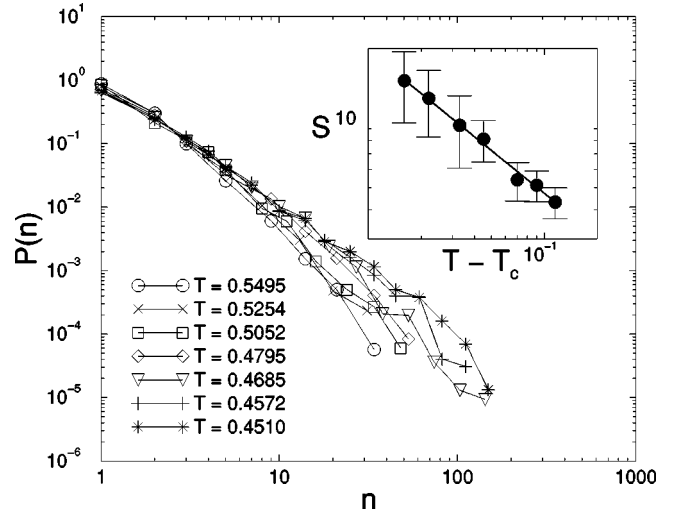 10¹
10⁰
10⁻¹
10⁻²
10⁻³
10⁻⁴
10⁻⁵
10⁻⁶
P(n)
1
10
100
1000
n
T = 0.5495
T = 0.5254
T = 0.5052
T = 0.4795
T = 0.4685
T = 0.4572
T = 0.4510
S
10
T − Tc
10⁻¹